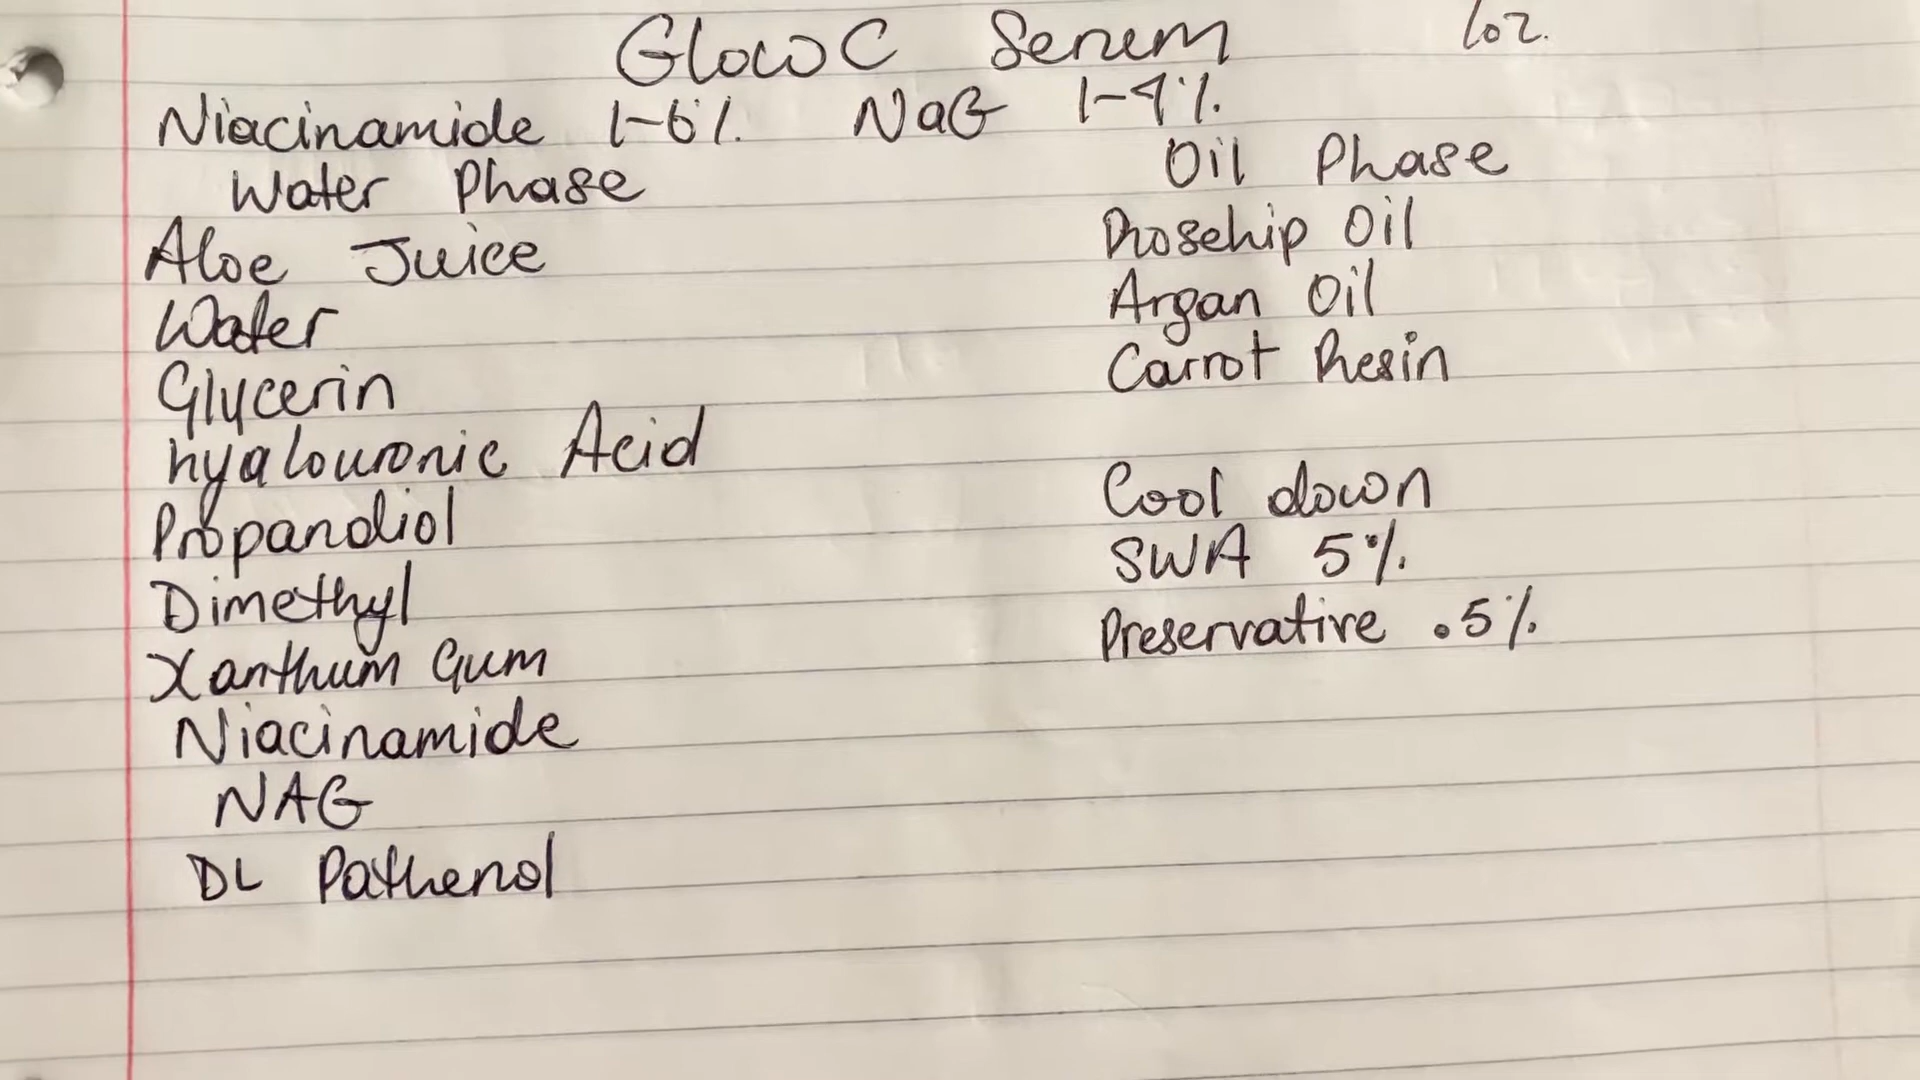 GlowC Serum 1oz.
Niacinamide 1-6% NaG 1-4%
Water Phase
Aloe Juice
Water
Glycerin
hyalouronic Acid
Propandiol
Dimethyl
Xanthum Gum
Niacinamide
NAG
DL Pathenol
Oil Phase
Rosehip Oil
Argan Oil
Carrot Resin
Cool down
SWA 5%
Preservative .5%